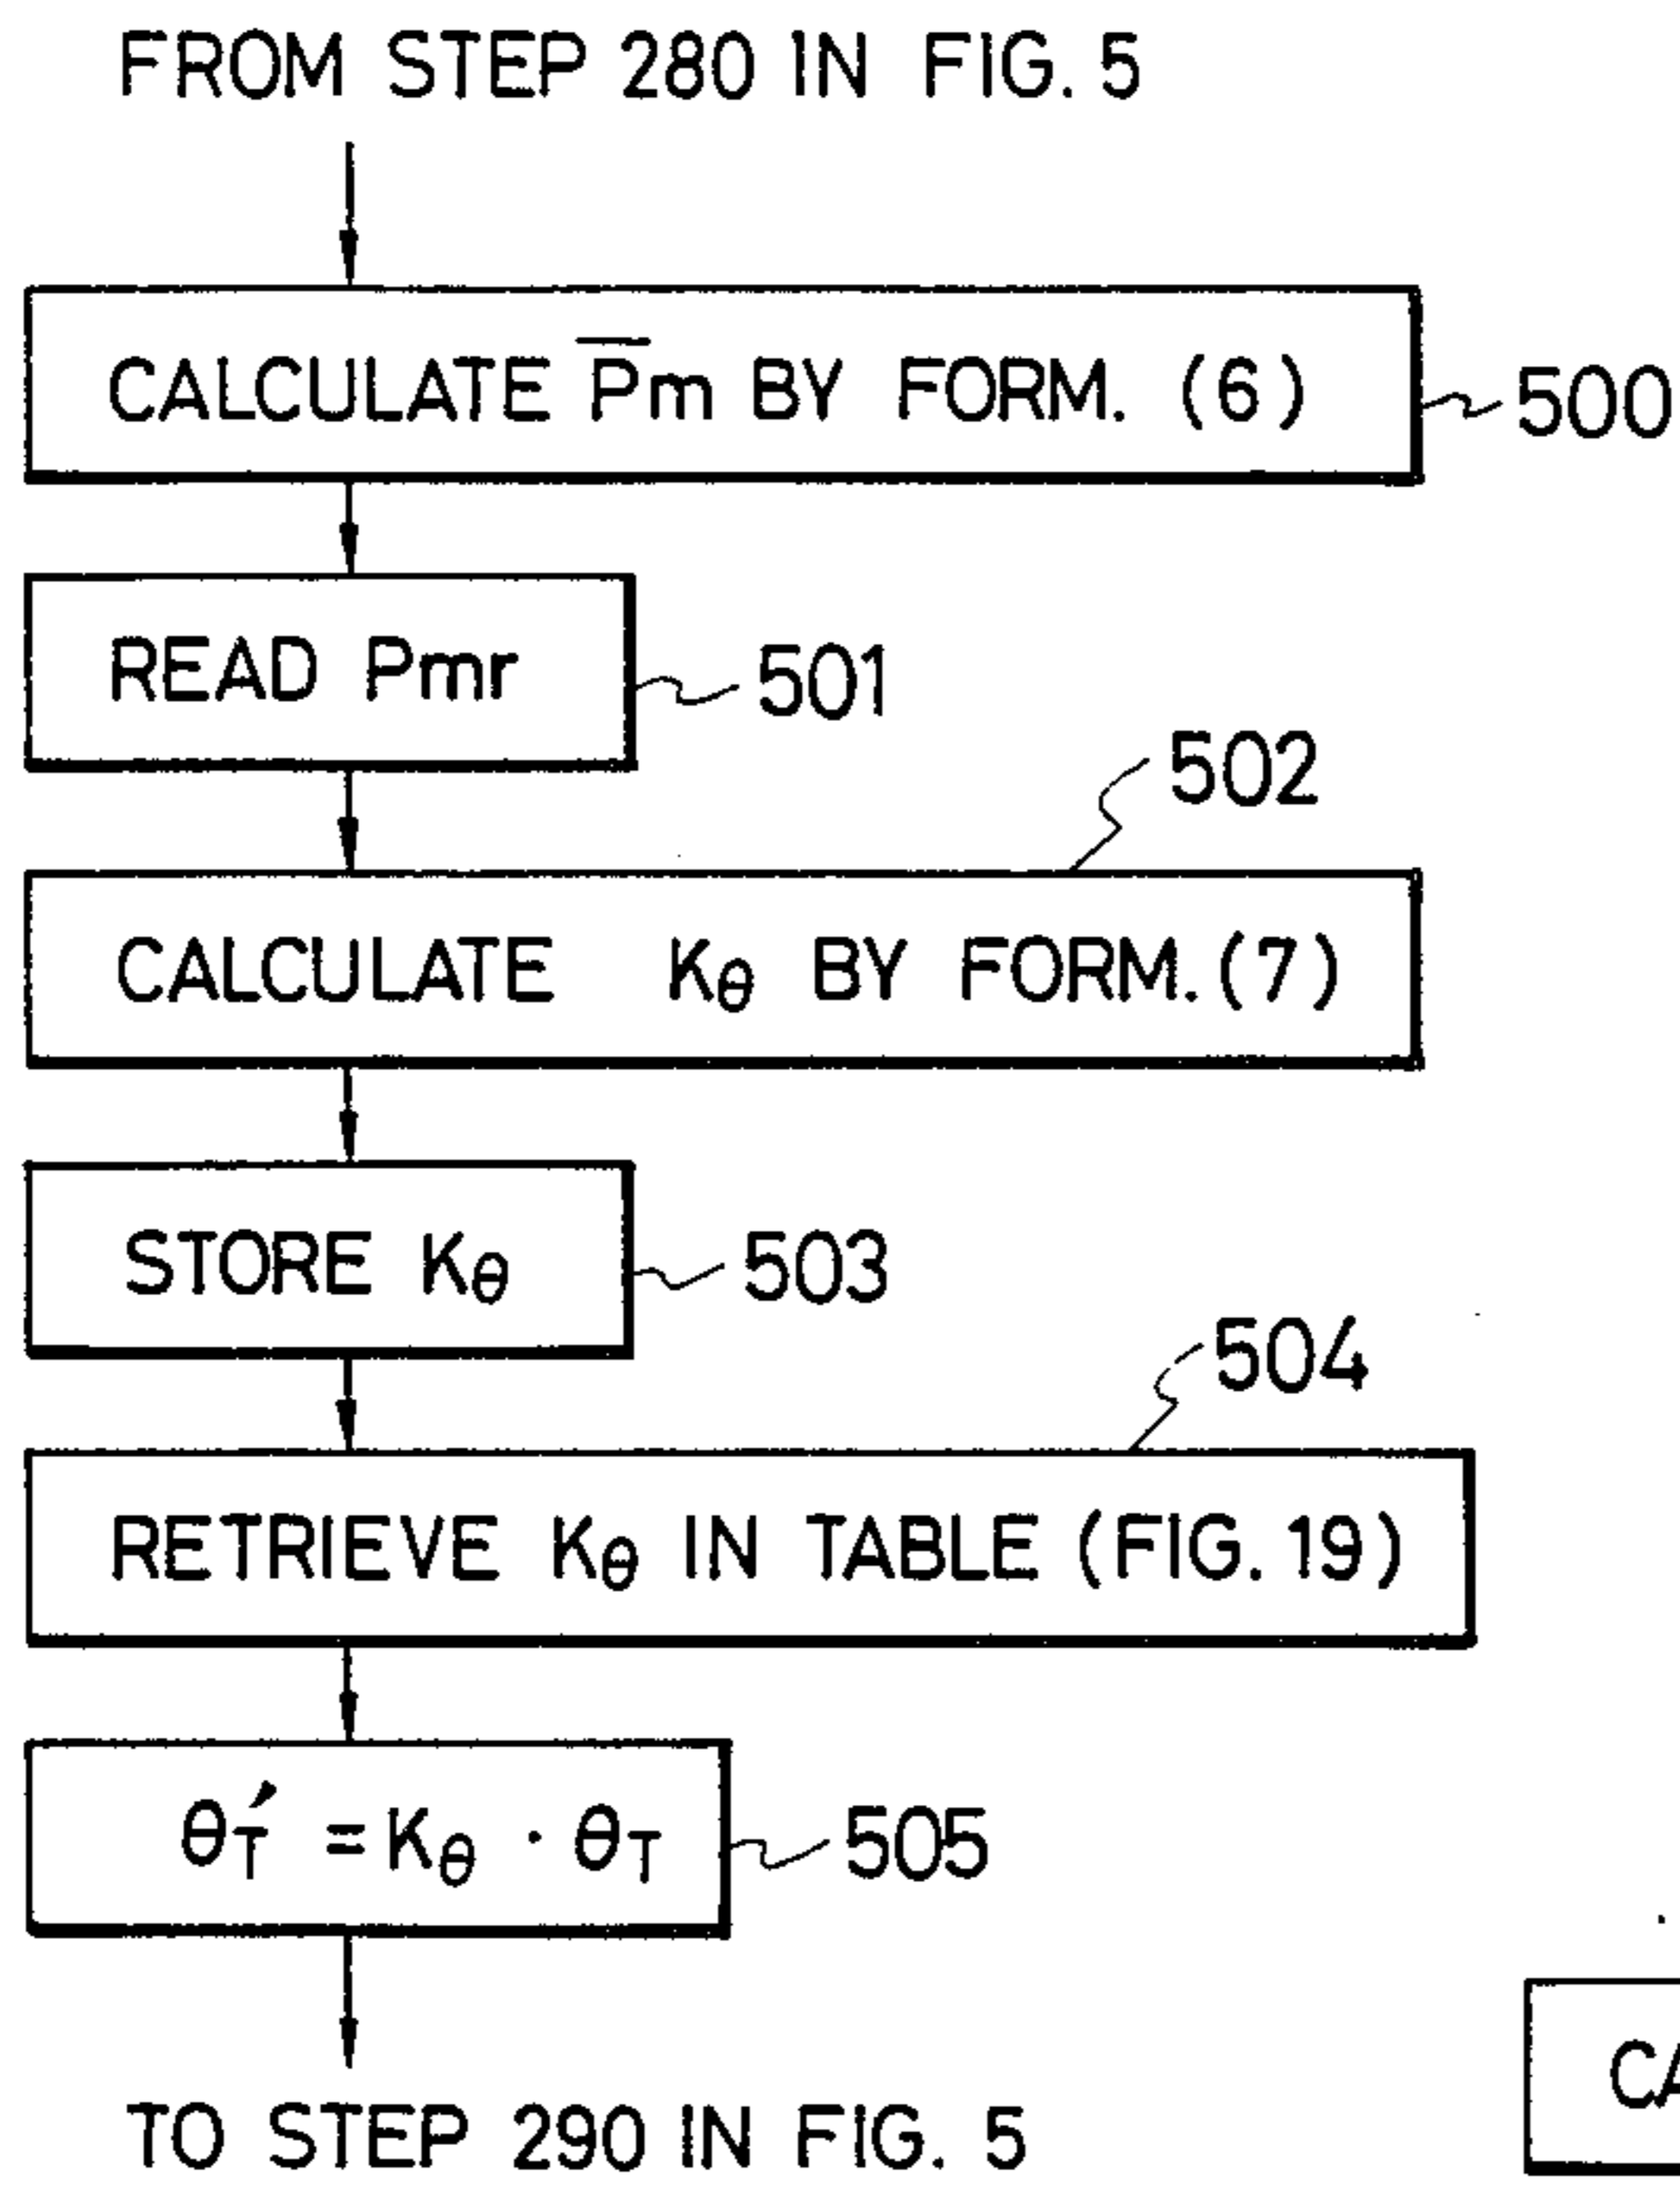 FROM STEP 280 IN FIG. 5
CALCULATE P̅m BY FORM. (6)
500
READ Pmr
501
502
CALCULATE Kθ BY FORM. (7)
STORE Kθ
503
504
RETRIEVE Kθ IN TABLE (FIG. 19)
θT′ = Kθ · θT
505
TO STEP 290 IN FIG. 5